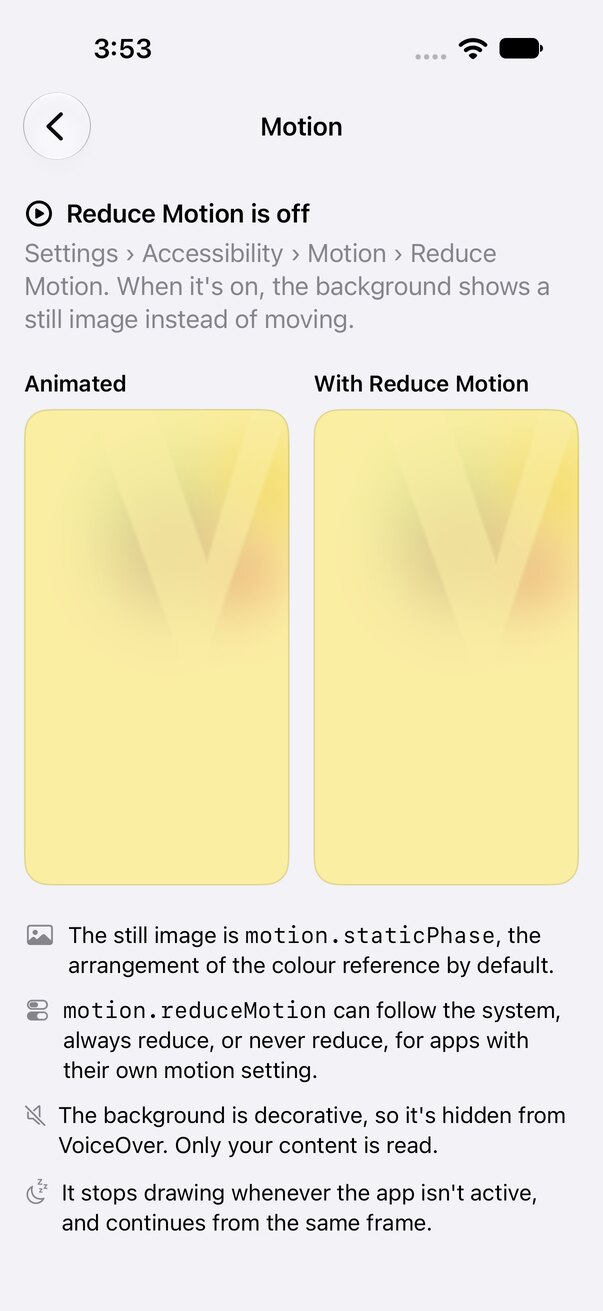 3:53
Motion
Reduce Motion is off
Settings › Accessibility › Motion › Reduce
Motion. When it's on, the background shows a
still image instead of moving.
Animated
With Reduce Motion
The still image is motion.staticPhase, the
arrangement of the colour reference by default.
motion.reduceMotion can follow the system,
always reduce, or never reduce, for apps with
their own motion setting.
The background is decorative, so it's hidden from
VoiceOver. Only your content is read.
It stops drawing whenever the app isn't active,
and continues from the same frame.